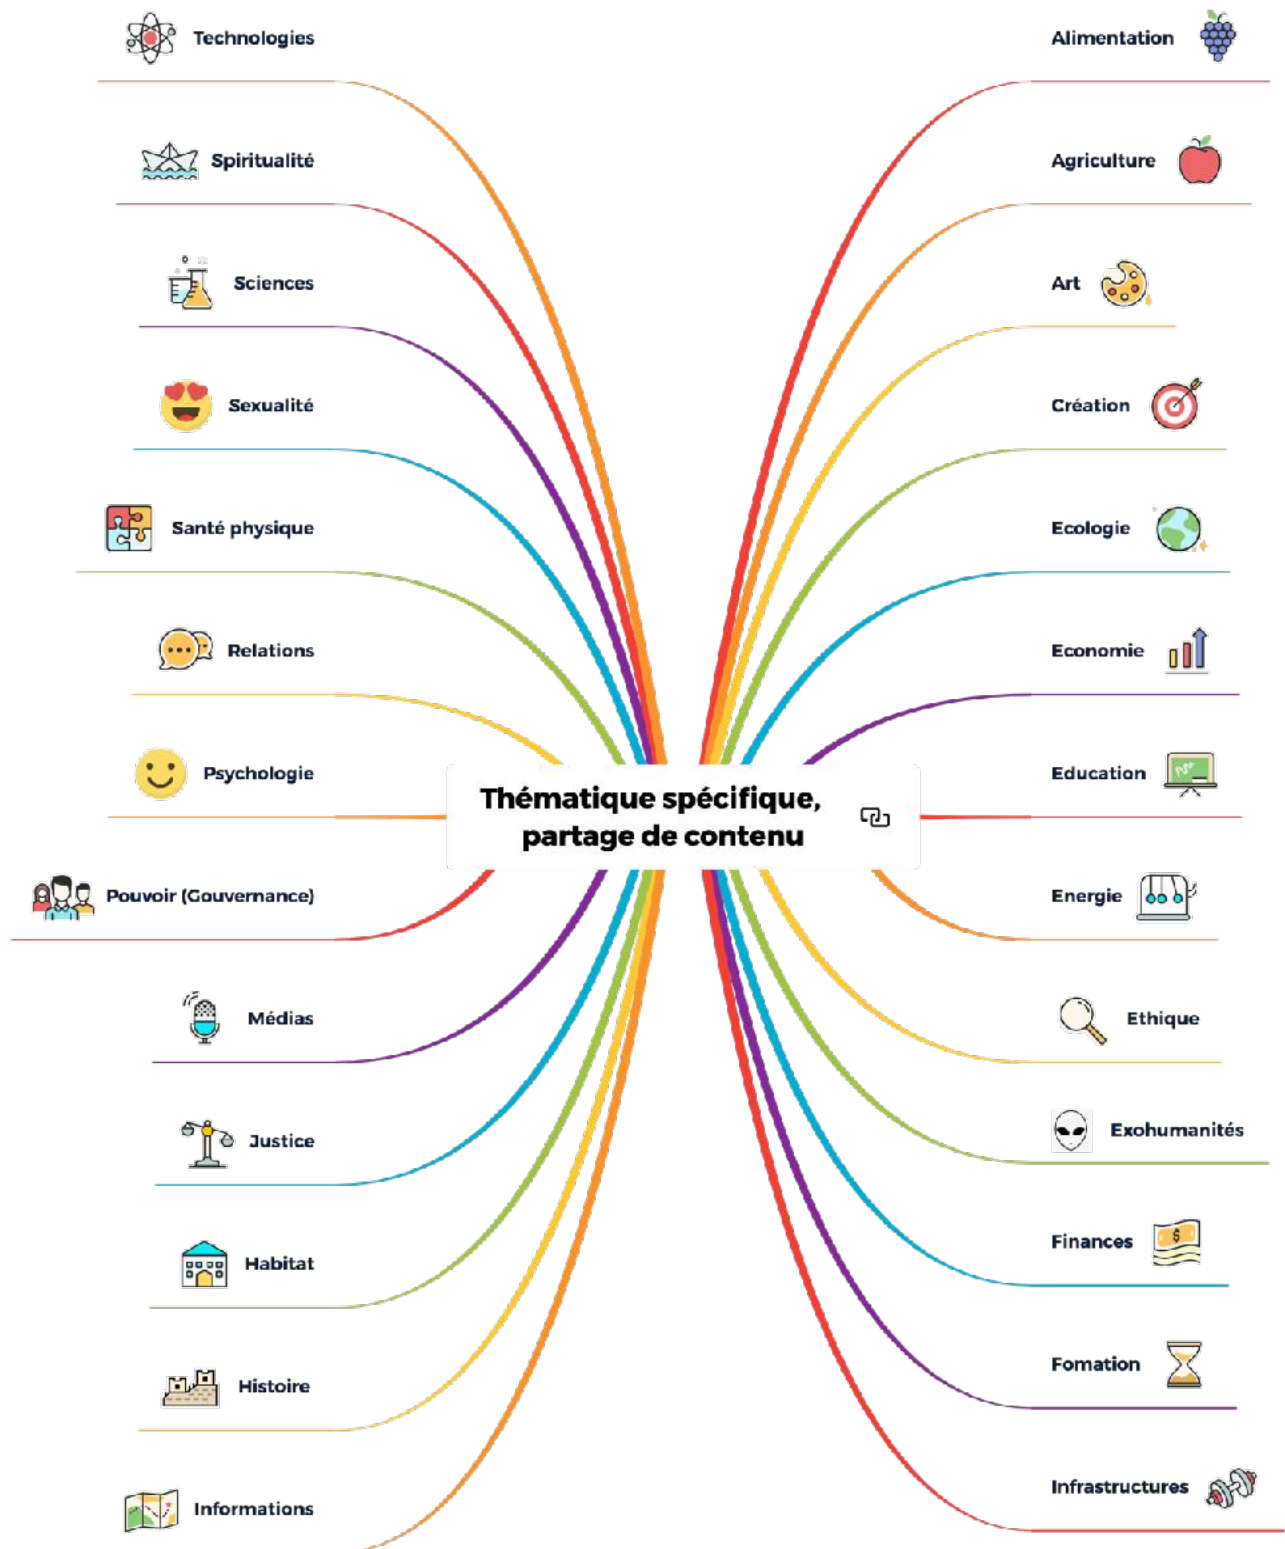 Technologies
Spiritualité
Sciences
Sexualité
Santé physique
Relations
Psychologie
Pouvoir (Gouvernance)
Médias
Justice
Habitat
Histoire
Informations
Thématique spécifique,
partage de contenu
Alimentation
Agriculture
Art
Création
Ecologie
Economie
Education
Energie
Ethique
Exohumanités
Finances
$
Fomation
Infrastructures